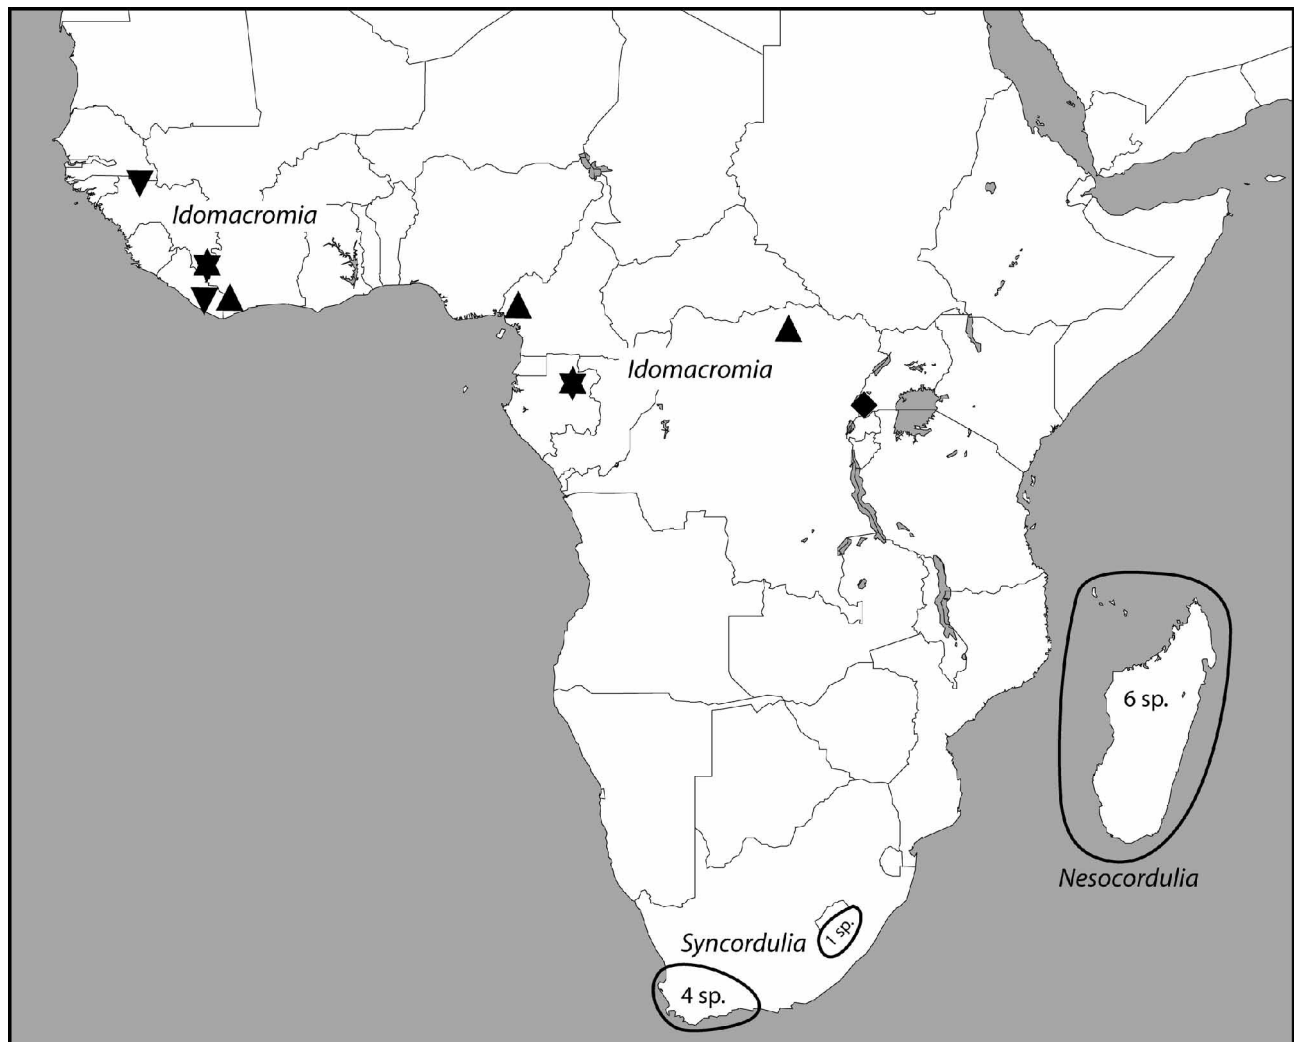 Idomacromia
Idomacromia
6 sp.
Nesocordulia
1 sp.
Syncordulia
4 sp.